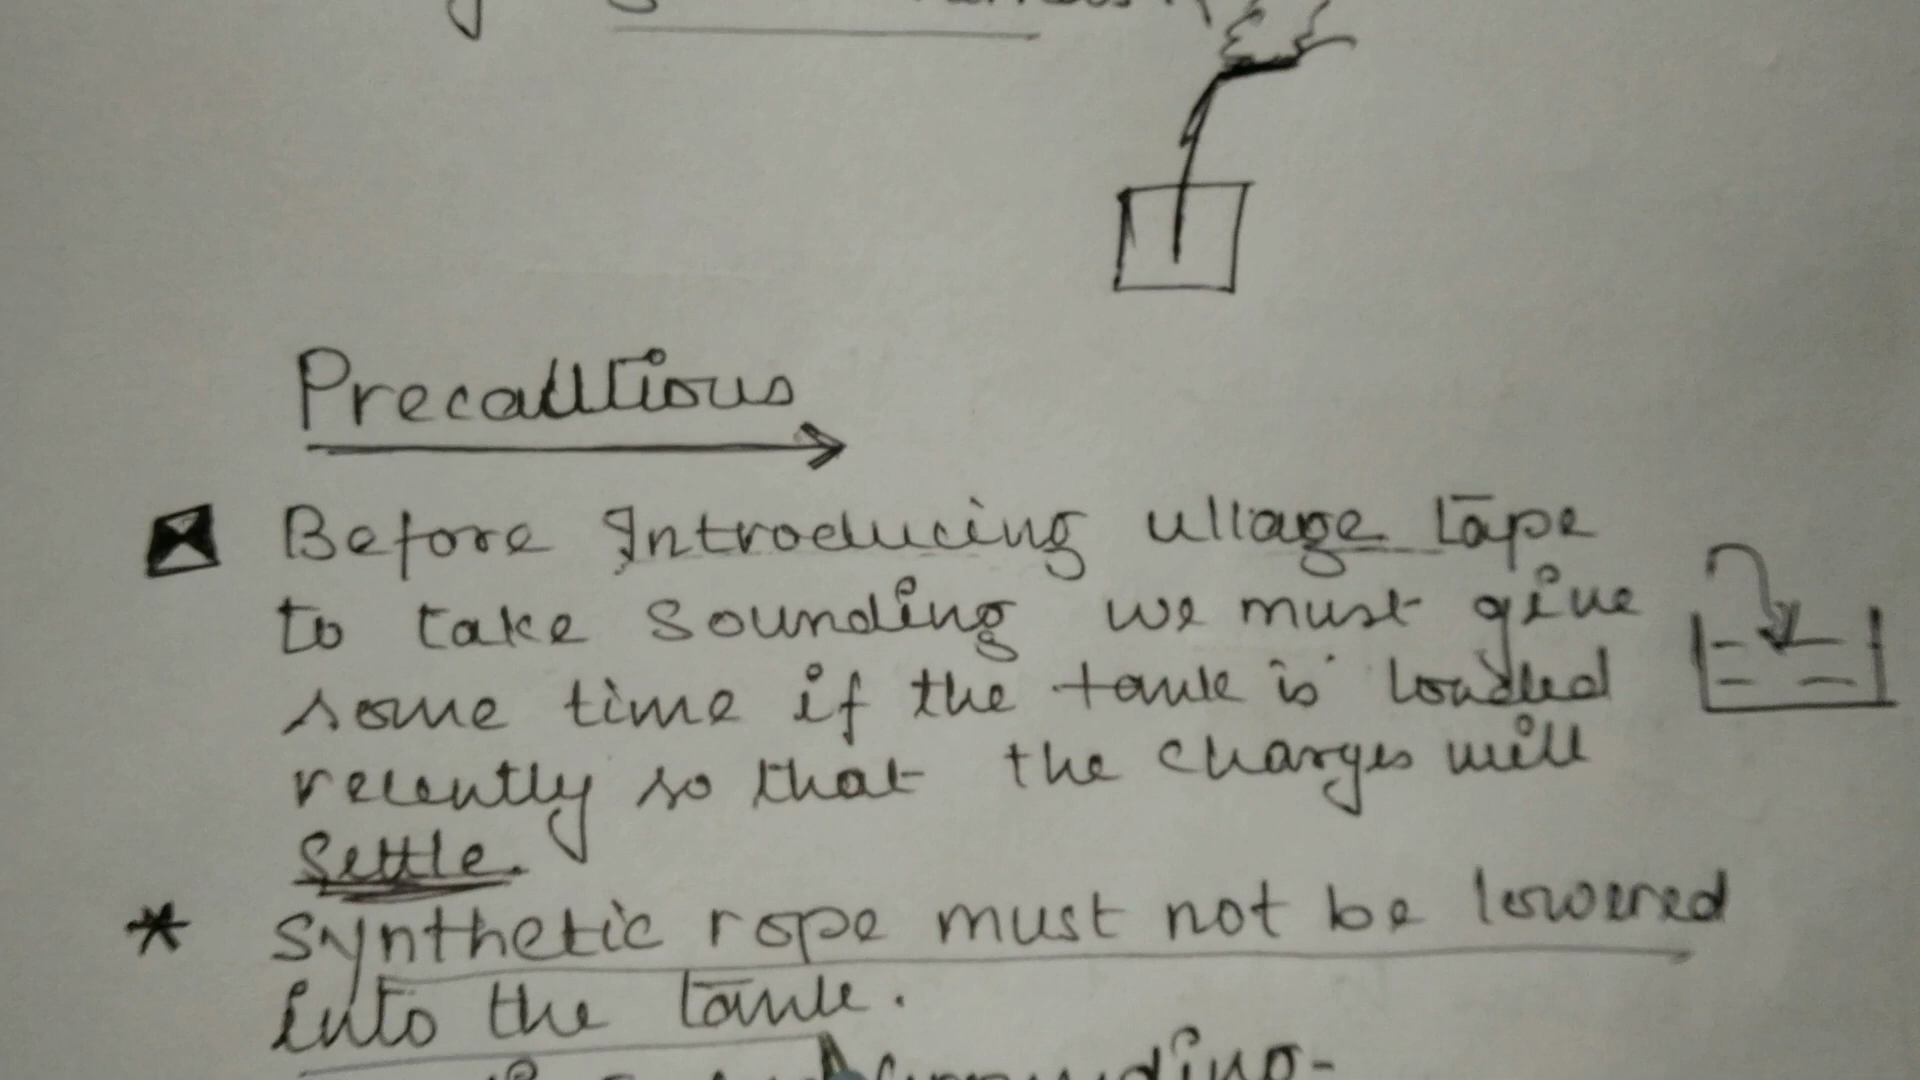 Precautions
Before Introducing ullage tape
to take sounding we must give
some time if the tank is loaded
recently so that the charges will
settle.
* Synthetic rope must not be lowered
into the tank.